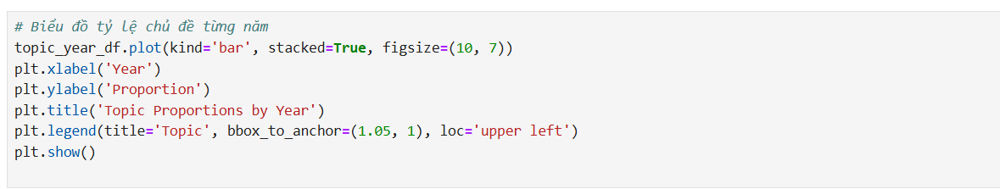 # Biểu đồ tỷ lệ chủ đề từng năm
topic_year_df.plot(kind='bar', stacked=True, figsize=(10, 7))
plt.xlabel('Year')
plt.ylabel('Proportion')
plt.title('Topic Proportions by Year')
plt.legend(title='Topic', bbox_to_anchor=(1.05, 1), loc='upper left')
plt.show()